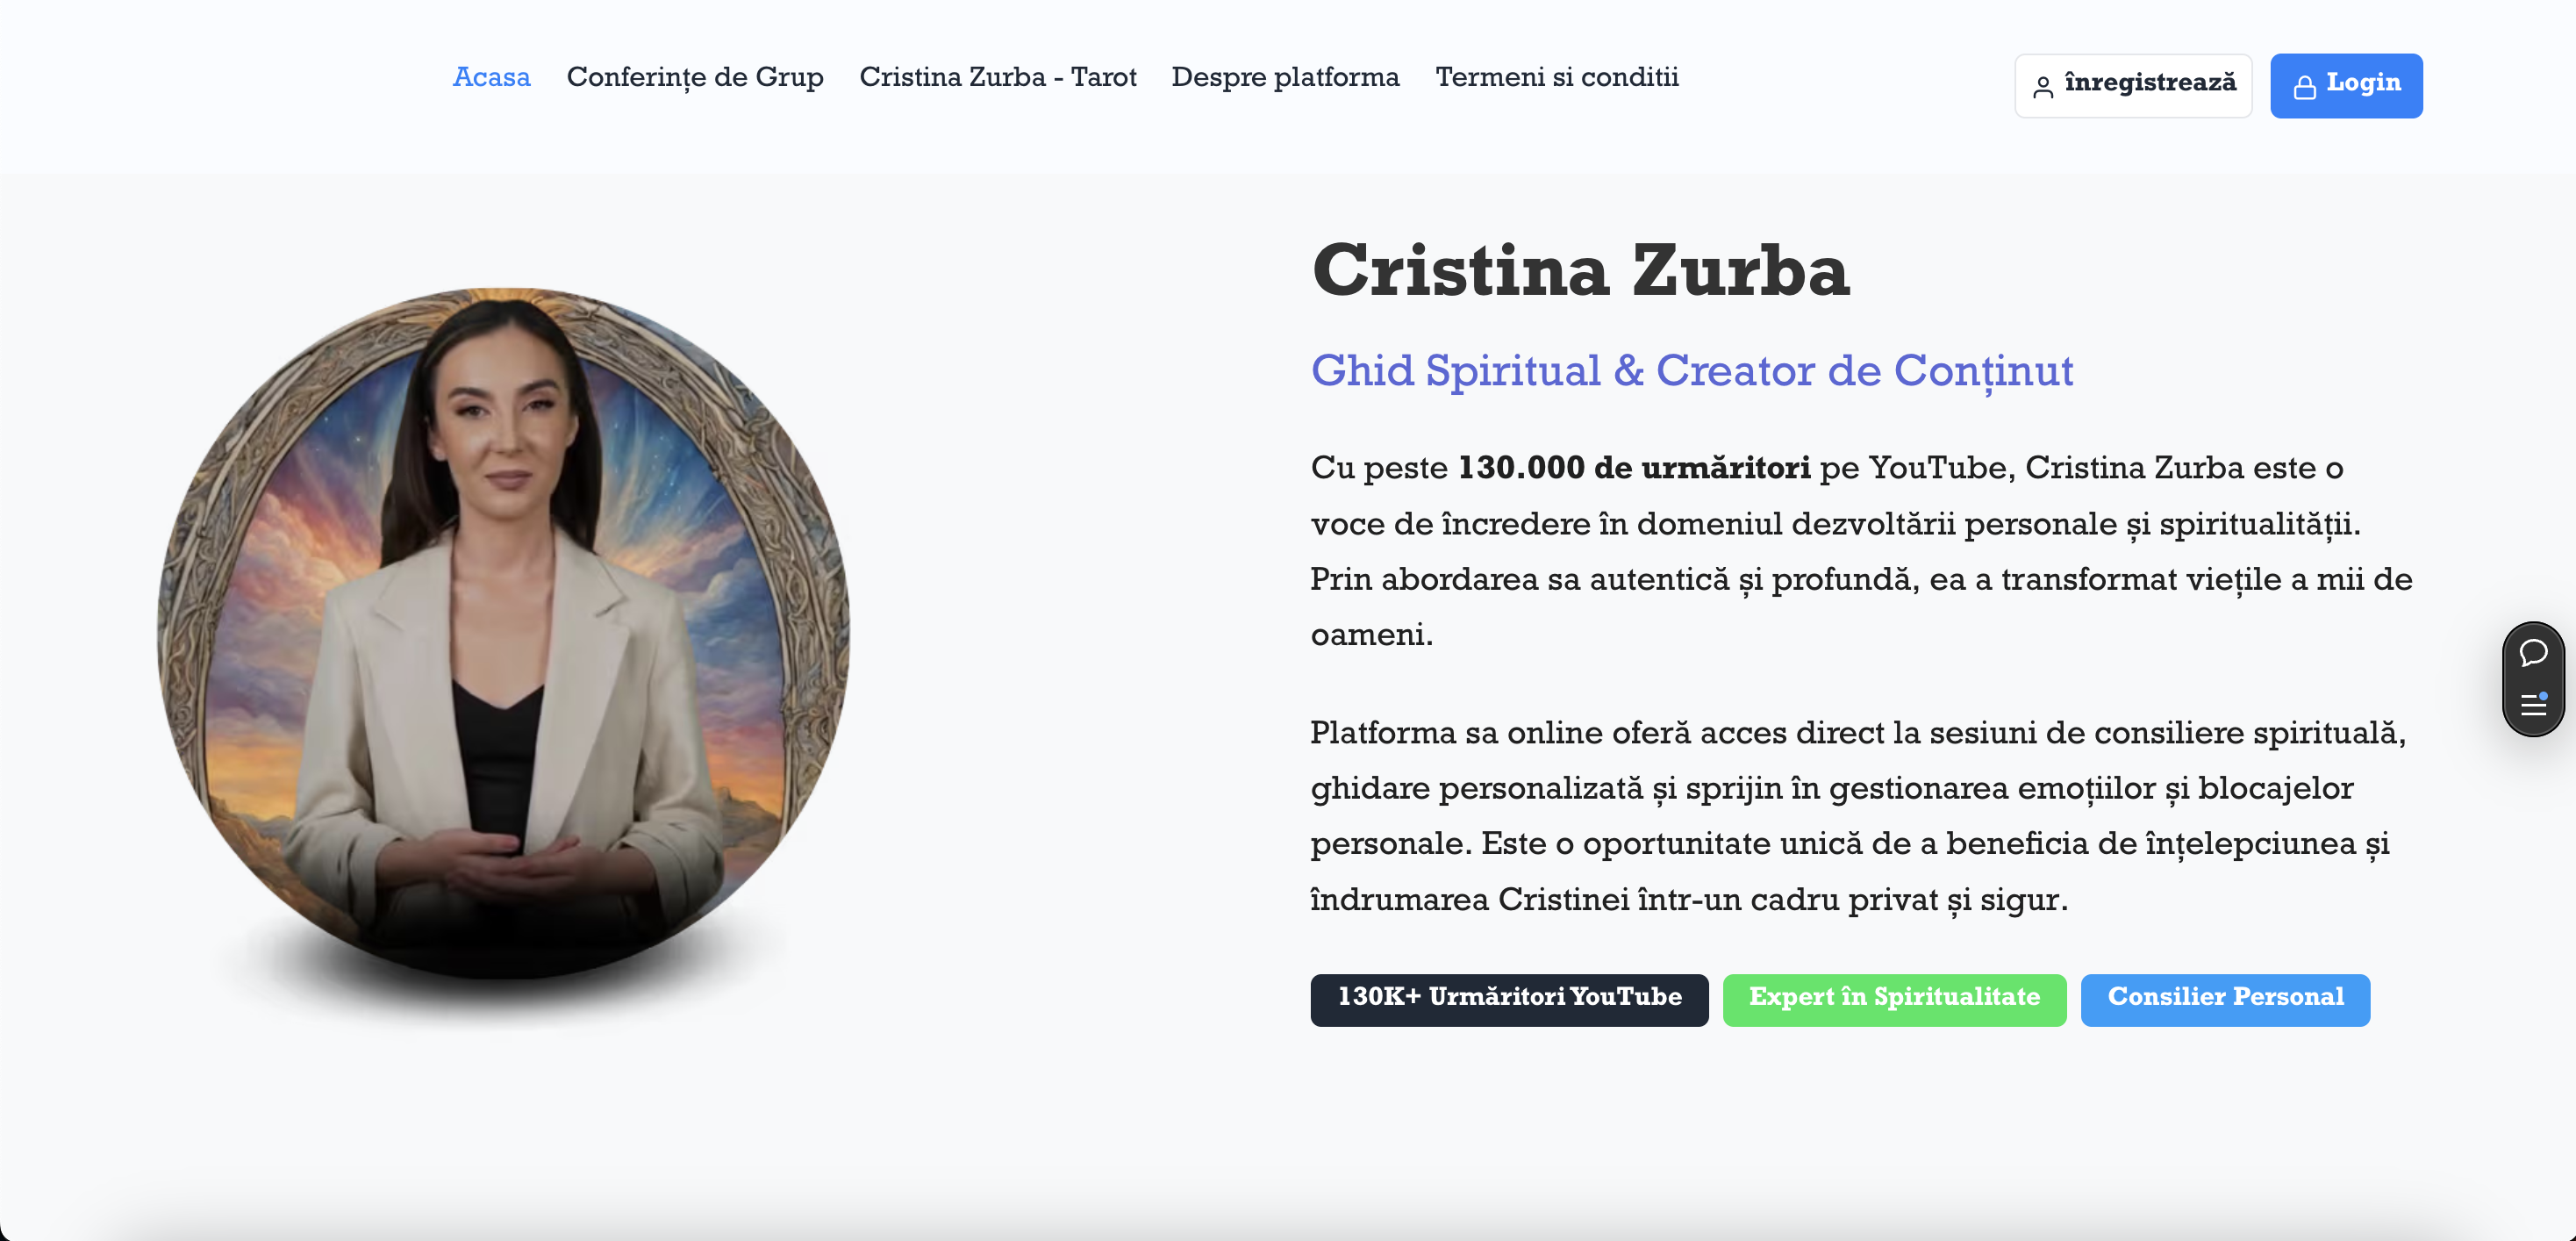 Acasa
Conferințe de Grup
Cristina Zurba - Tarot
Despre platforma
Termeni si conditii
înregistrează
Login
Cristina Zurba
Ghid Spiritual & Creator de Conținut
Cu peste 130.000 de urmăritori pe YouTube, Cristina Zurba este o
voce de încredere în domeniul dezvoltării personale și spiritualității.
Prin abordarea sa autentică și profundă, ea a transformat viețile a mii de
oameni.
Platforma sa online oferă acces direct la sesiuni de consiliere spirituală,
ghidare personalizată și sprijin în gestionarea emoțiilor și blocajelor
personale. Este o oportunitate unică de a beneficia de înțelepciunea și
îndrumarea Cristinei într-un cadru privat și sigur.
130K+ Urmăritori YouTube
Expert în Spiritualitate
Consilier Personal